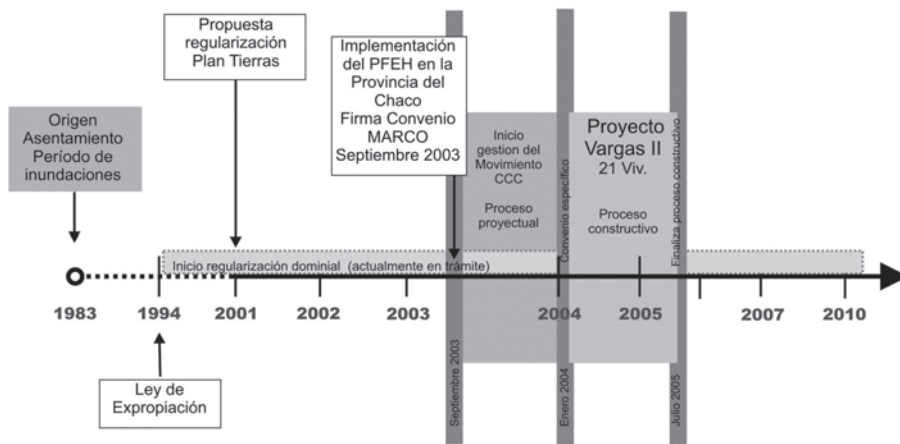 Propuesta
regularización
Plan Tierras
Implementación
del PFEH en la
Provincia del
Chaco
Firma Convenio
MARCO
Septiembre 2003
Origen
Asentamiento
Período de
inundaciones
Inicio
gestion del
Movimiento
CCC
Proceso
proyectual
Convenio específico
Proyecto
Vargas II
21 Viv.
Proceso
constructivo
Finaliza proceso constructivo
Inicio regularización dominial (actualmente en trámite)
1983
1994
2001
2002
2003
2004
2005
2007
2010
Ley de
Expropiación
Septiembre 2003
Enero 2004
Julio 2005